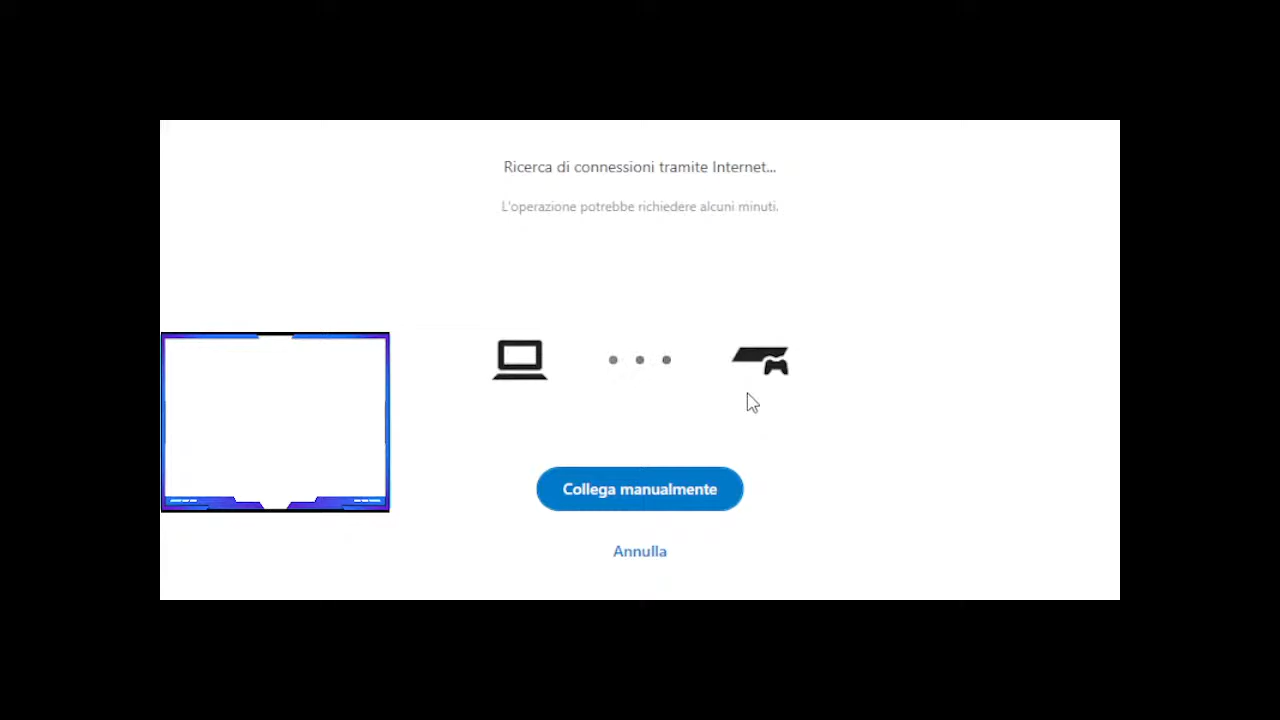 Ricerca di connessioni tramite Internet...
L'operazione potrebbe richiedere alcuni minuti.
Collega manualmente
Annulla